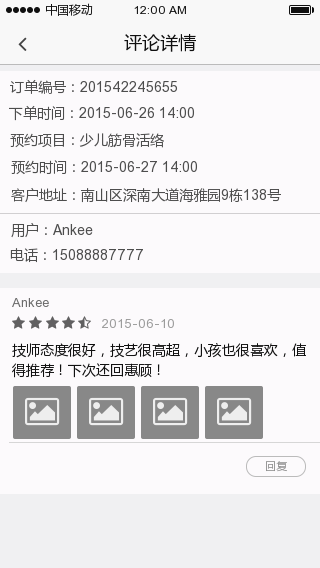 中国移动 12:00 AM
评论详情
订单编号：201542245655
下单时间：2015-06-26 14:00
预约项目：少儿筋骨活络
预约时间：2015-06-27 14:00
客户地址：南山区深南大道海雅园9栋138号
用户：Ankee
电话：15088887777
Ankee
2015-06-10
技师态度很好，技艺很高超，小孩也很喜欢，值
得推荐！下次还回惠顾！
回复